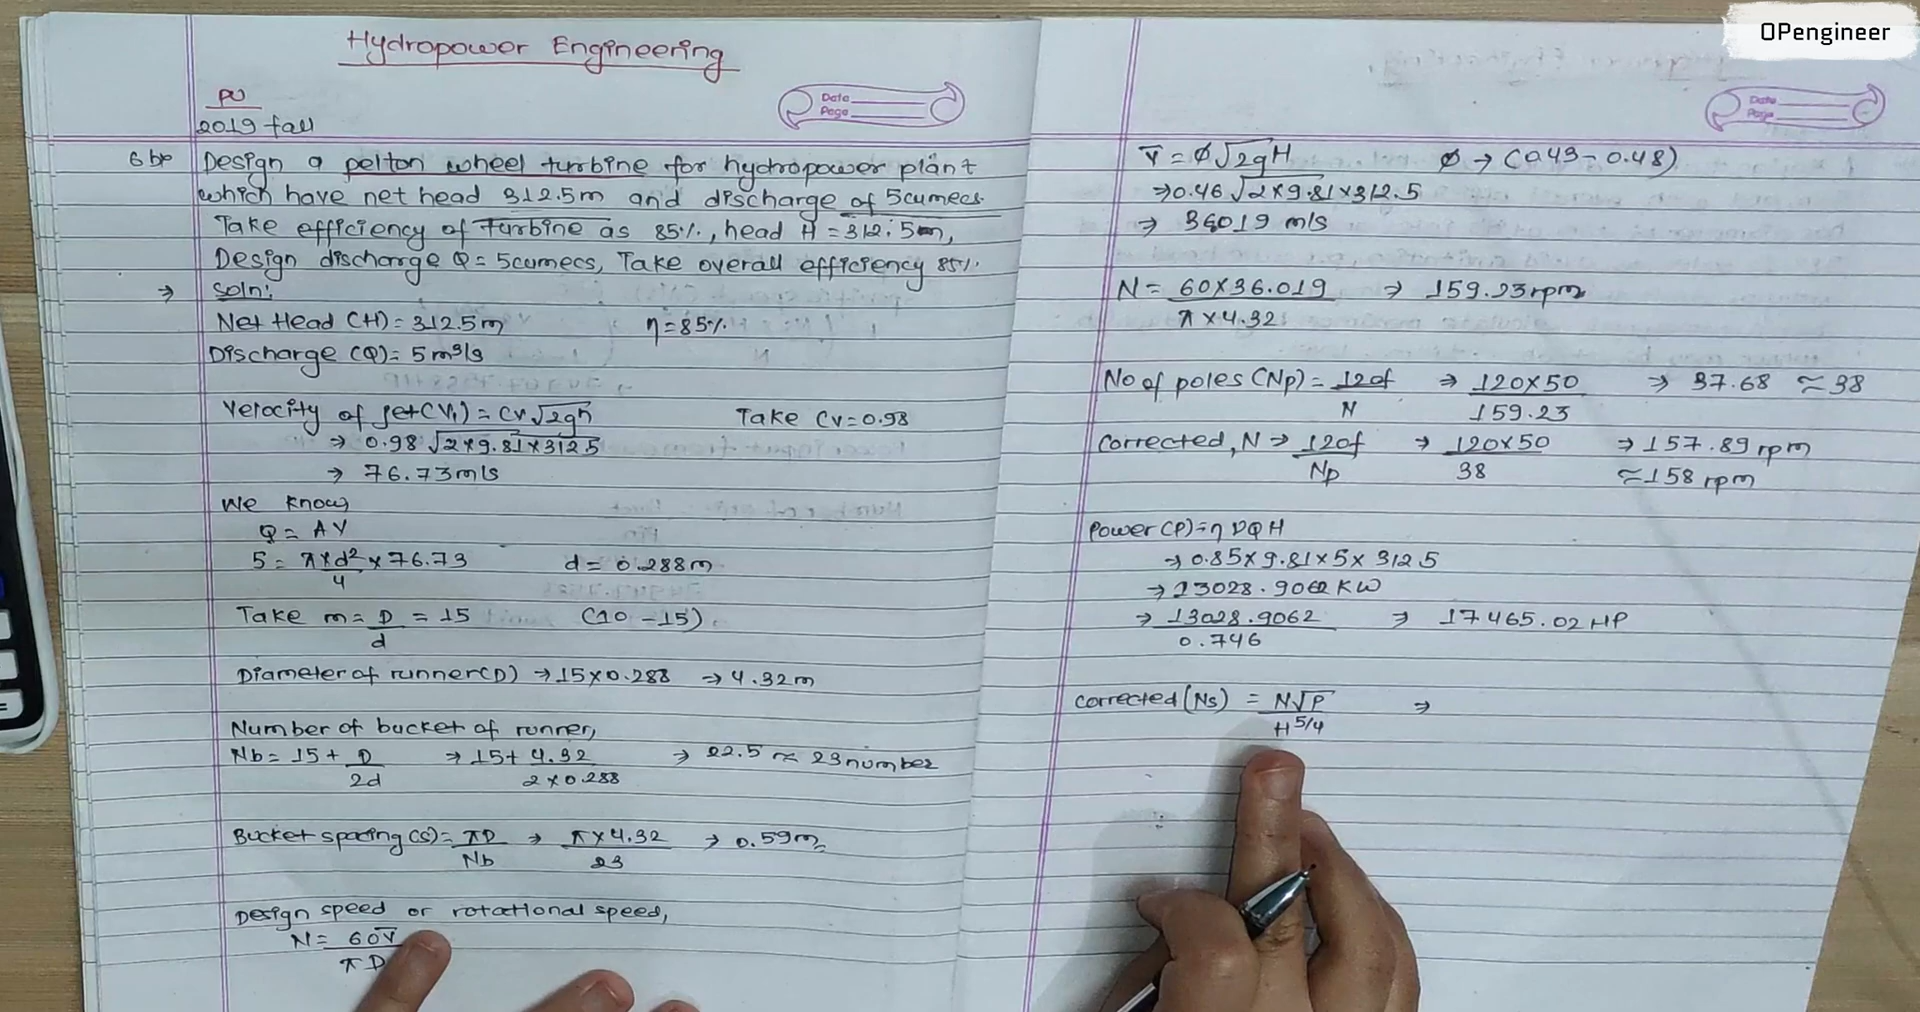 OPengineer
Hydropower Engineering
PU
2019 fall
Date
Page
6 b⇒ Design a pelton wheel turbine for hydropower plant
which have net head 312.5m and discharge of 5cumecs.
Take efficiency of turbine as 85%, head H = 312.5m,
Design discharge Q = 5cumecs, Take overall efficiency 85%.
⇒ Soln:
Net Head (H) = 312.5m η = 85%
Discharge (Q) = 5 m³/s
Velocity of jet (V₁) = Cv √2gh Take Cv = 0.98
⇒ 0.98 √2×9.81×312.5
⇒ 76.73 m/s
We know,
Q = AV
5 = π×d²/4 × 76.73 d = 0.288m
Take m = D/d = 15 (10 - 15)
Diameter of runner (D) ⇒ 15×0.288 ⇒ 4.32m
Number of bucket of runner,
Nb = 15 + D/2d ⇒ 15 + 4.32/2×0.288 ⇒ 22.5 ≈ 23 number
Bucket spacing (s) = πD/Nb ⇒ π×4.32/23 ⇒ 0.59m
Design speed or rotational speed,
N = 60V̅/πD
Date
Page
V̅ = ϕ√2gH ϕ → (0.43 - 0.48)
⇒ 0.46 √2×9.81×312.5
⇒ 36019 m/s
N = 60×36.019/π×4.32 ⇒ 159.23rpm
No of poles (Np) = 120f/N ⇒ 120×50/159.23 ⇒ 37.68 ≈ 38
Corrected, N ⇒ 120f/Np ⇒ 120×50/38 ⇒ 157.89 rpm
≈ 158 rpm
Power (P) = η γ Q H
⇒ 0.85×9.81×5×312.5
⇒ 13028.9062 KW
⇒ 13028.9062/0.746 ⇒ 17465.02 HP
Corrected (Ns) = N√P/H^5/4 ⇒